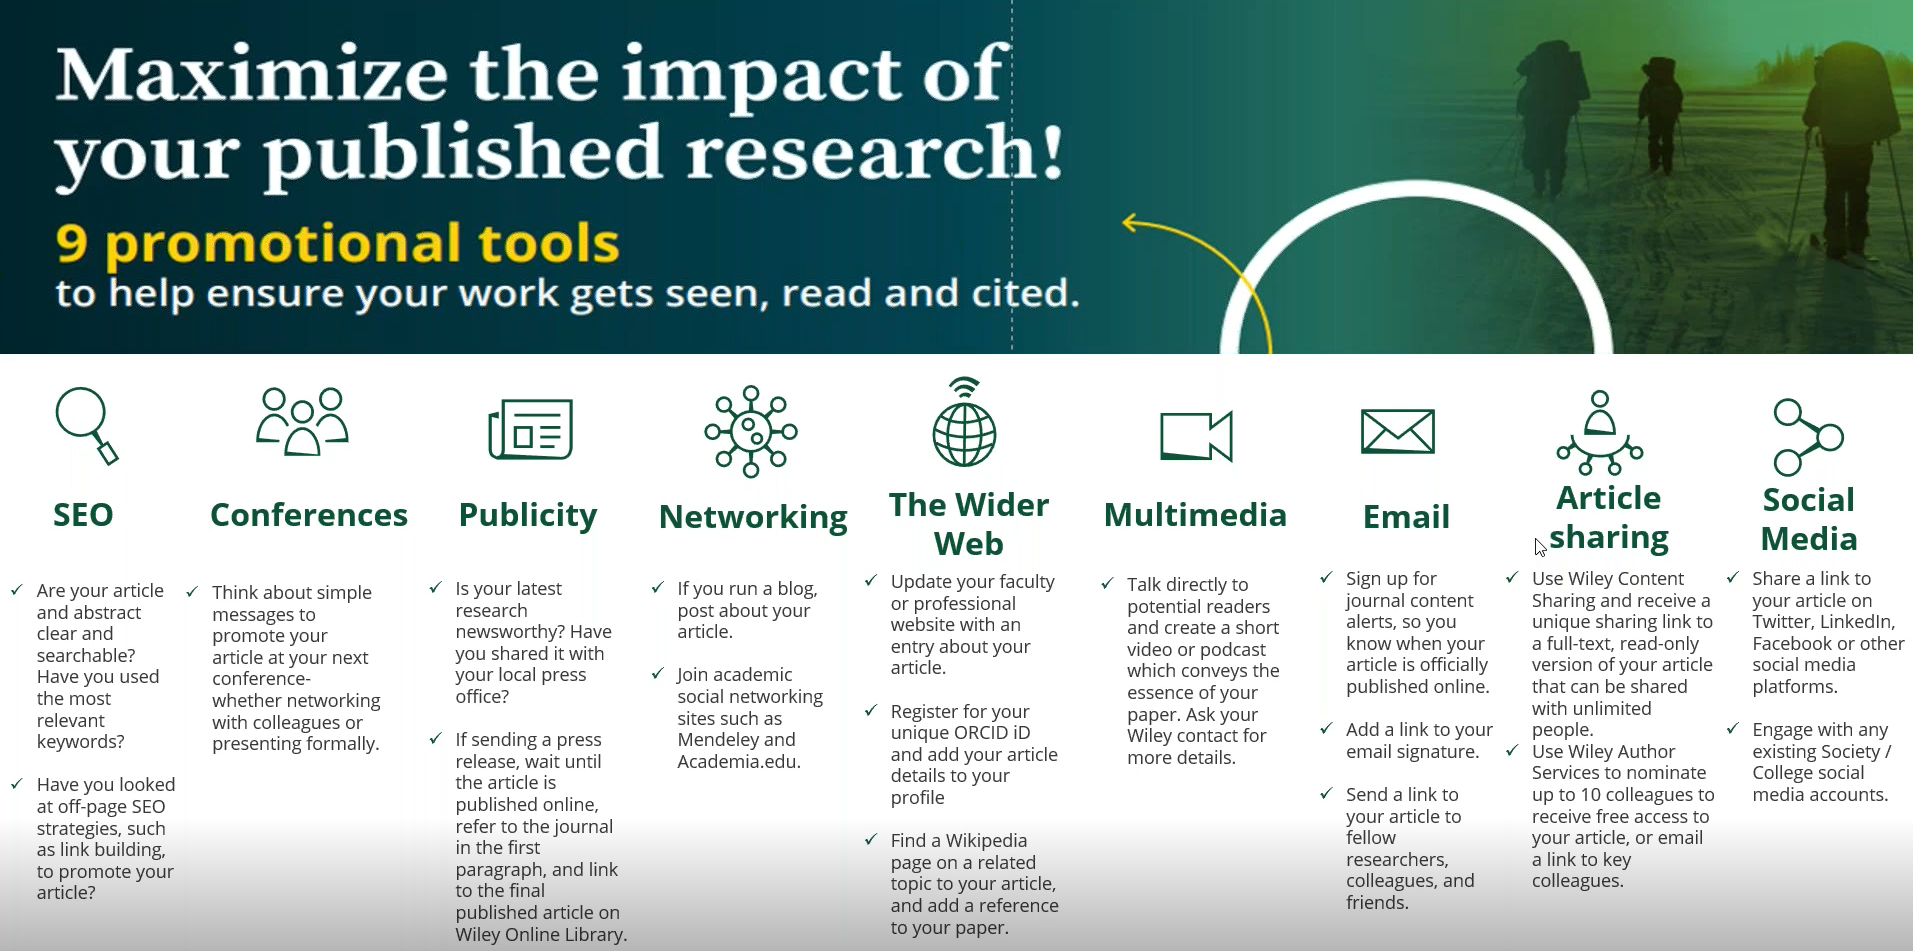 Maximize the impact of
your published research!
9 promotional tools
to help ensure your work gets seen, read and cited.
SEO
Are your article
and abstract
clear and
searchable?
Have you used
the most
relevant
keywords?
Have you looked
at off-page SEO
strategies, such
as link building,
to promote your
article?
Conferences
Think about simple
messages to
promote your
article at your next
conference-
whether networking
with colleagues or
presenting formally.
Publicity
Is your latest
research
newsworthy? Have
you shared it with
your local press
office?
If sending a press
release, wait until
the article is
published online,
refer to the journal
in the first
paragraph, and link
to the final
published article on
Wiley Online Library.
Networking
If you run a blog,
post about your
article.
Join academic
social networking
sites such as
Mendeley and
Academia.edu.
The Wider
Web
Update your faculty
or professional
website with an
entry about your
article.
Register for your
unique ORCID iD
and add your article
details to your
profile
Find a Wikipedia
page on a related
topic to your article,
and add a reference
to your paper.
Multimedia
Talk directly to
potential readers
and create a short
video or podcast
which conveys the
essence of your
paper. Ask your
Wiley contact for
more details.
Email
Sign up for
journal content
alerts, so you
know when your
article is officially
published online.
Add a link to your
email signature.
Send a link to
your article to
fellow
researchers,
colleagues, and
friends.
Article
sharing
Use Wiley Content
Sharing and receive a
unique sharing link to
a full-text, read-only
version of your article
that can be shared
with unlimited
people.
Use Wiley Author
Services to nominate
up to 10 colleagues to
receive free access to
your article, or email
a link to key
colleagues.
Social
Media
Share a link to
your article on
Twitter, LinkedIn,
Facebook or other
social media
platforms.
Engage with any
existing Society /
College social
media accounts.